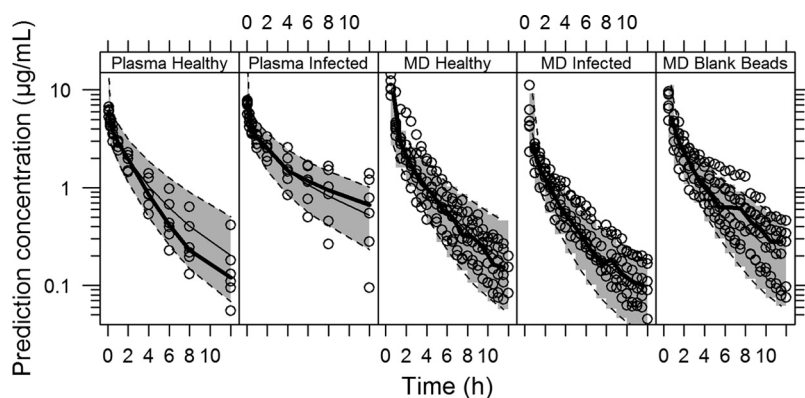 0 2 4 6 8 10 0 2 4 6 8 10
Plasma Healthy Plasma Infected MD Healthy MD Infected MD Blank Beads
Prediction concentration (µg/mL)
10
1
0.1
0 2 4 6 8 10 0 2 4 6 8 10 0 2 4 6 8 10
Time (h)